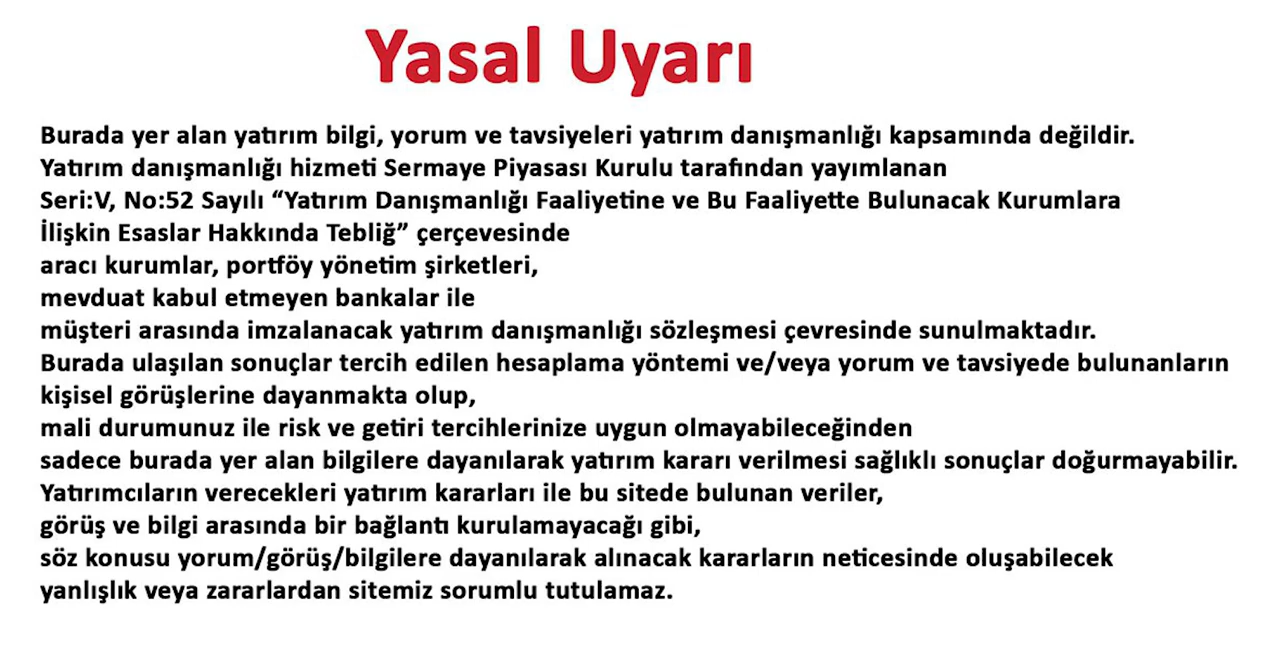 Yasal Uyarı
Burada yer alan yatırım bilgi, yorum ve tavsiyeleri yatırım danışmanlığı kapsamında değildir.
Yatırım danışmanlığı hizmeti Sermaye Piyasası Kurulu tarafından yayımlanan
Seri:V, No:52 Sayılı “Yatırım Danışmanlığı Faaliyetine ve Bu Faaliyette Bulunacak Kurumlara
İlişkin Esaslar Hakkında Tebliğ” çerçevesinde
aracı kurumlar, portföy yönetim şirketleri,
mevduat kabul etmeyen bankalar ile
müşteri arasında imzalanacak yatırım danışmanlığı sözleşmesi çevresinde sunulmaktadır.
Burada ulaşılan sonuçlar tercih edilen hesaplama yöntemi ve/veya yorum ve tavsiyede bulunanların
kişisel görüşlerine dayanmakta olup,
mali durumunuz ile risk ve getiri tercihlerinize uygun olmayabileceğinden
sadece burada yer alan bilgilere dayanılarak yatırım kararı verilmesi sağlıklı sonuçlar doğurmayabilir.
Yatırımcıların verecekleri yatırım kararları ile bu sitede bulunan veriler,
görüş ve bilgi arasında bir bağlantı kurulamayacağı gibi,
söz konusu yorum/görüş/bilgilere dayanılarak alınacak kararların neticesinde oluşabilecek
yanlışlık veya zararlardan sitemiz sorumlu tutulamaz.